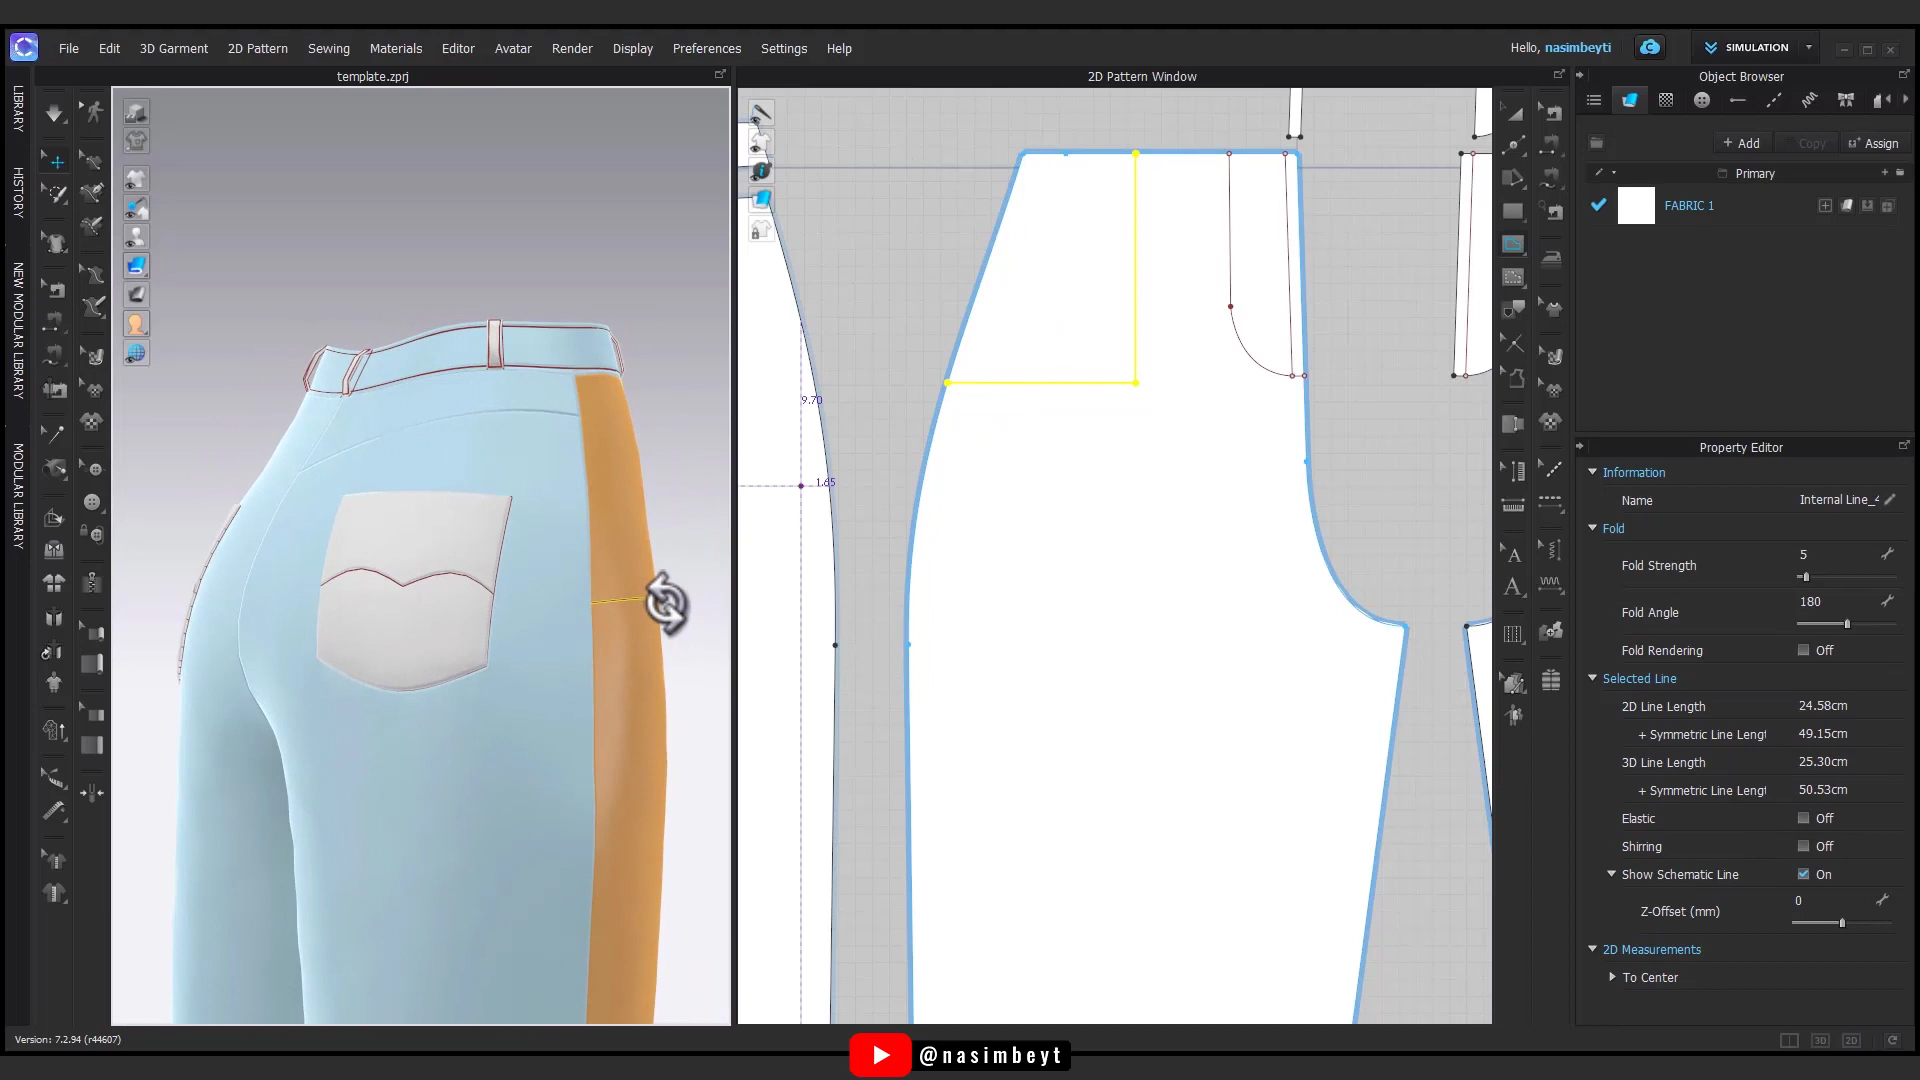 File Edit 3D Garment 2D Pattern Sewing Materials Editor Avatar Render Display Preferences Settings Help
Hello, nasimbeyti
SIMULATION
template.zprj
2D Pattern Window
Object Browser
LIBRARY
HISTORY
NEW MODULAR LIBRARY
MODULAR LIBRARY
+ Add
Copy
Assign
Primary
FABRIC 1
9.70
1.65
Property Editor
Information
Name Internal Line_4
Fold
Fold Strength 5
Fold Angle 180
Fold Rendering Off
Selected Line
2D Line Length 24.58cm
+ Symmetric Line Lengt 49.15cm
3D Line Length 25.30cm
+ Symmetric Line Lengt 50.53cm
Elastic Off
Shirring Off
Show Schematic Line On
Z-Offset (mm) 0
2D Measurements
To Center
Version: 7.2.94 (r44607)
3D 2D
@nasimbeyt